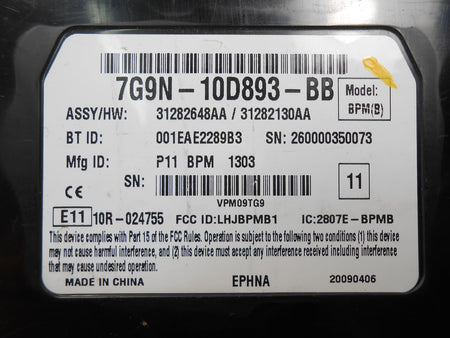 7G9N-10D893-BB
Model:
BPM(B)
ASSY/HW: 31282648AA / 31282130AA
BT ID: 001EAE2289B3 SN: 260000350073
Mfg ID: P11 BPM 1303
SN:
11
VPM09TG9
CE
E11 10R-024755 FCC ID:LHJBPMB1 IC:2807E-BPMB
This device complies with Part 15 of the FCC Rules. Operation is subject to the following two conditions (1) this device
may not cause harmful interference, and (2) this device must accept any interference received including interference
that may cause undesired operation.
MADE IN CHINA EPHNA 20090406